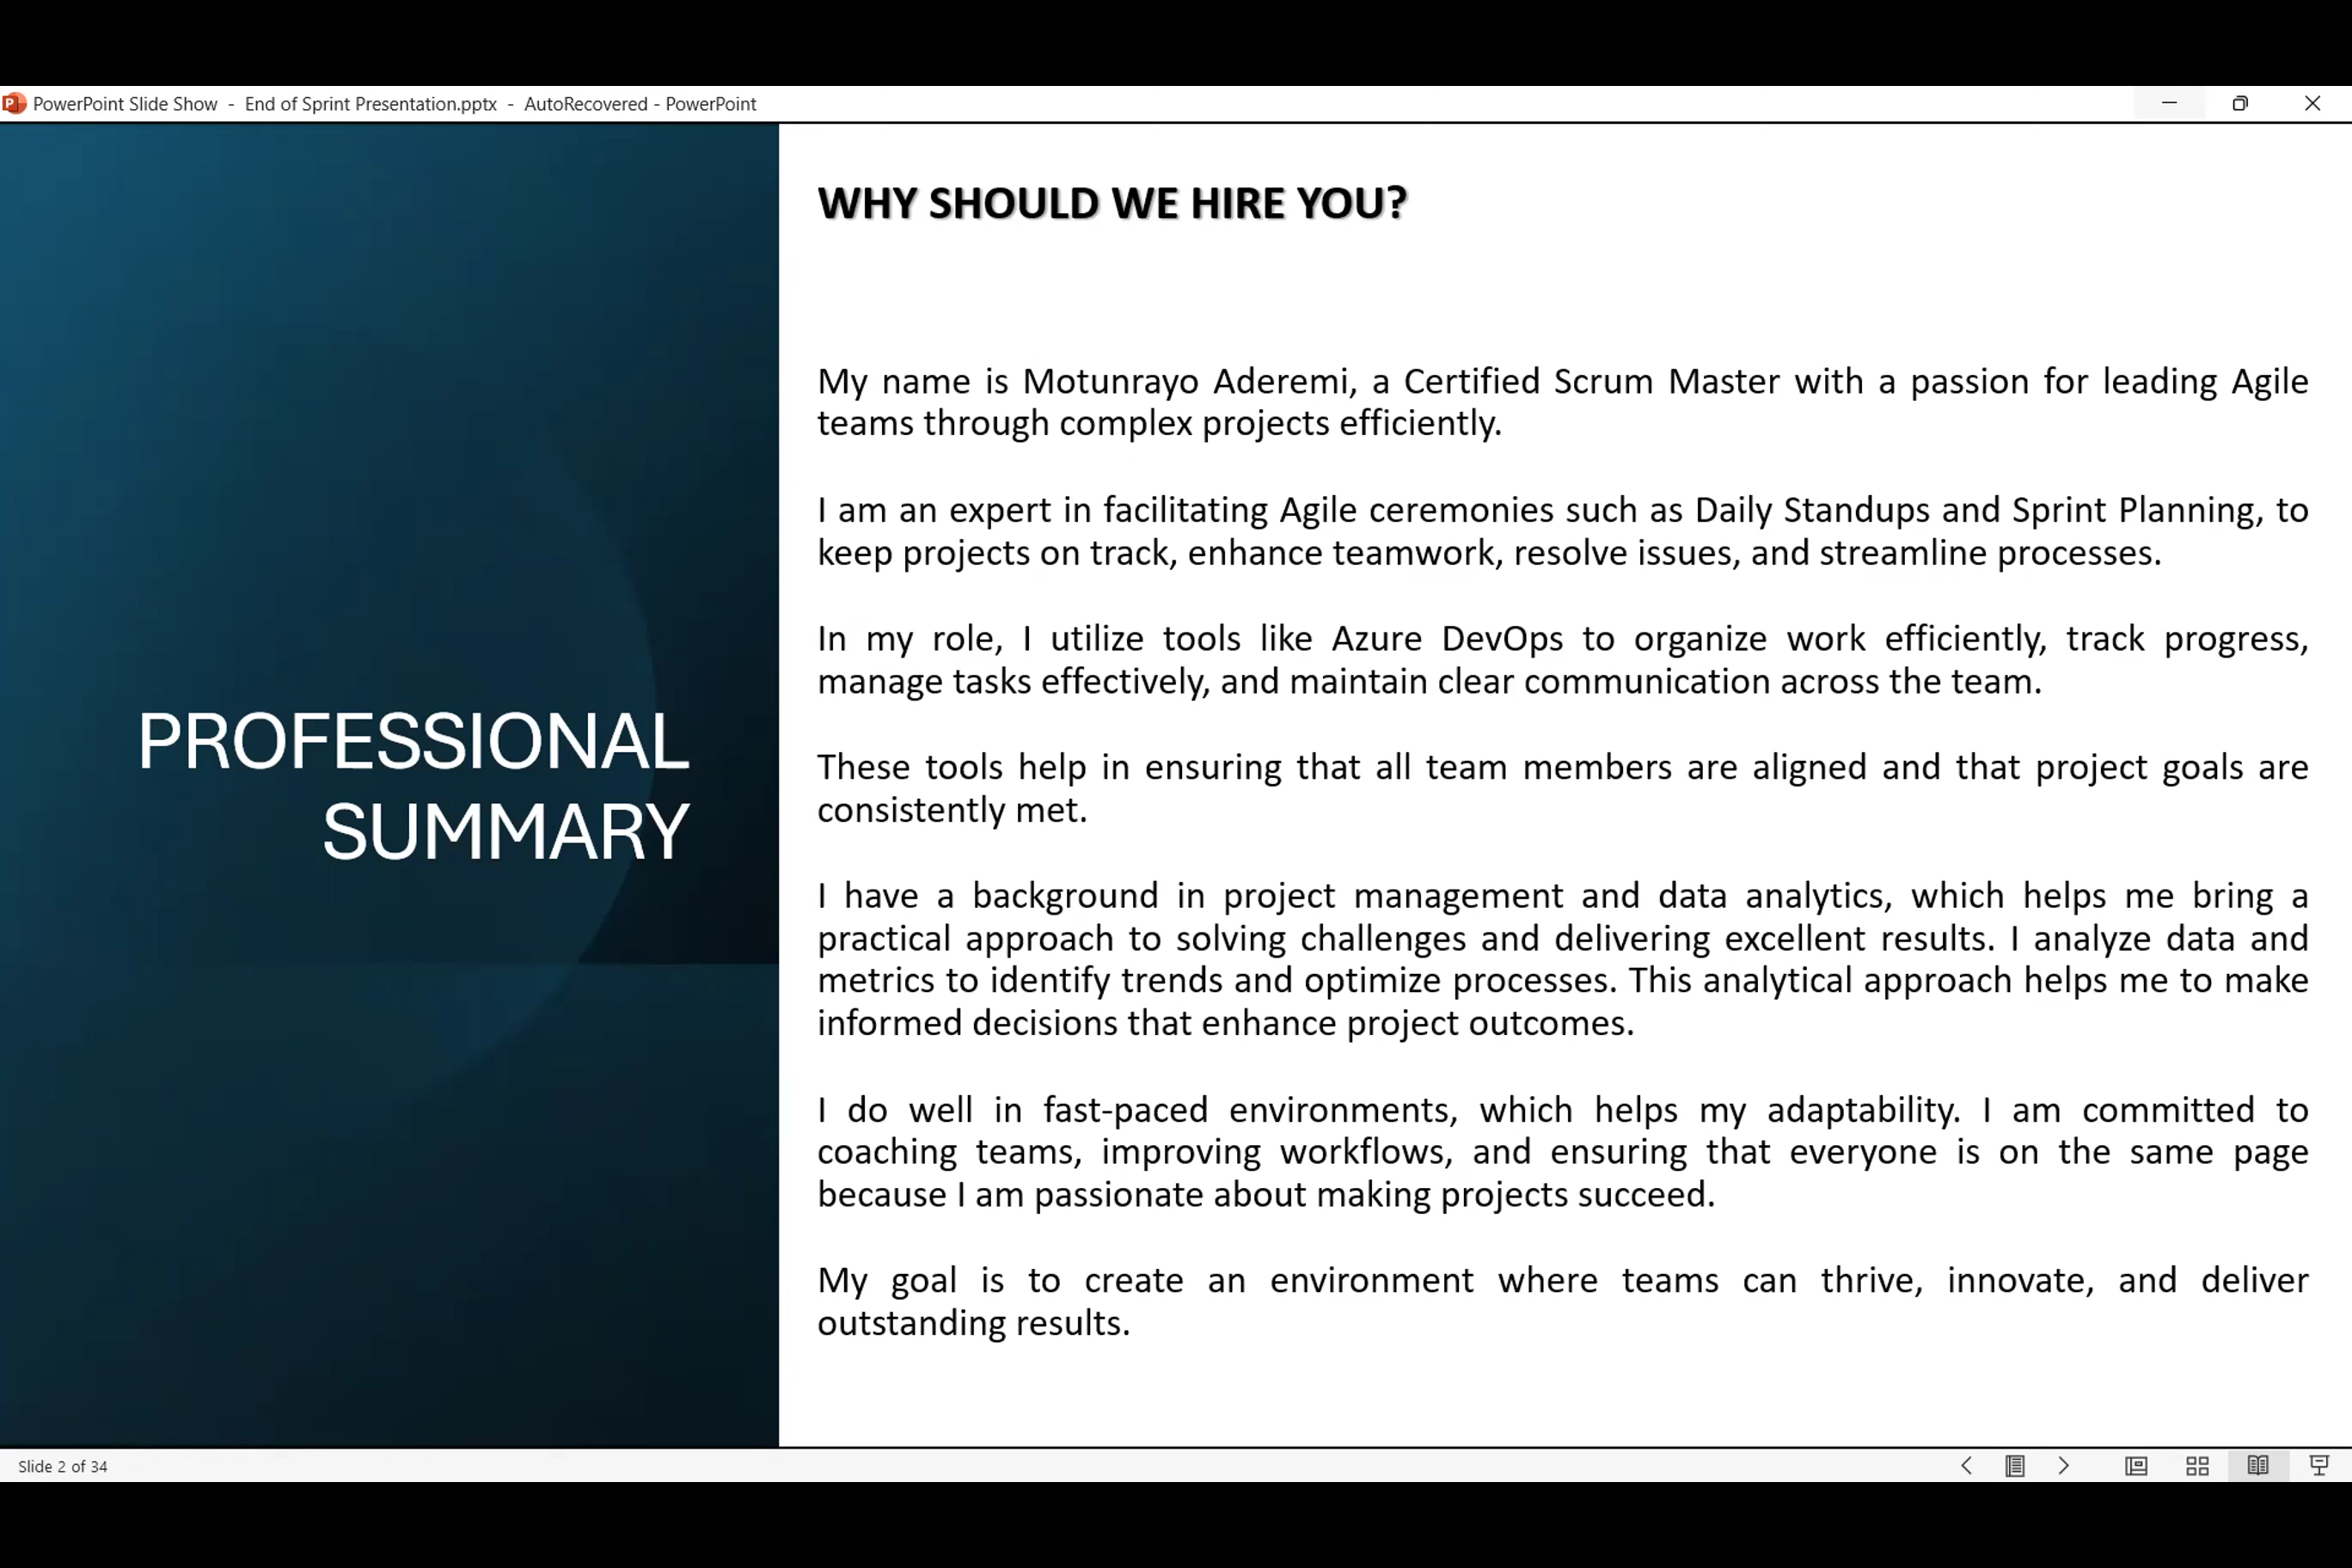 PowerPoint Slide Show - End of Sprint Presentation.pptx - AutoRecovered - PowerPoint
PROFESSIONAL
SUMMARY
WHY SHOULD WE HIRE YOU?
My name is Motunrayo Aderemi, a Certified Scrum Master with a passion for leading Agile
teams through complex projects efficiently.
I am an expert in facilitating Agile ceremonies such as Daily Standups and Sprint Planning, to
keep projects on track, enhance teamwork, resolve issues, and streamline processes.
In my role, I utilize tools like Azure DevOps to organize work efficiently, track progress,
manage tasks effectively, and maintain clear communication across the team.
These tools help in ensuring that all team members are aligned and that project goals are
consistently met.
I have a background in project management and data analytics, which helps me bring a
practical approach to solving challenges and delivering excellent results. I analyze data and
metrics to identify trends and optimize processes. This analytical approach helps me to make
informed decisions that enhance project outcomes.
I do well in fast-paced environments, which helps my adaptability. I am committed to
coaching teams, improving workflows, and ensuring that everyone is on the same page
because I am passionate about making projects succeed.
My goal is to create an environment where teams can thrive, innovate, and deliver
outstanding results.
Slide 2 of 34